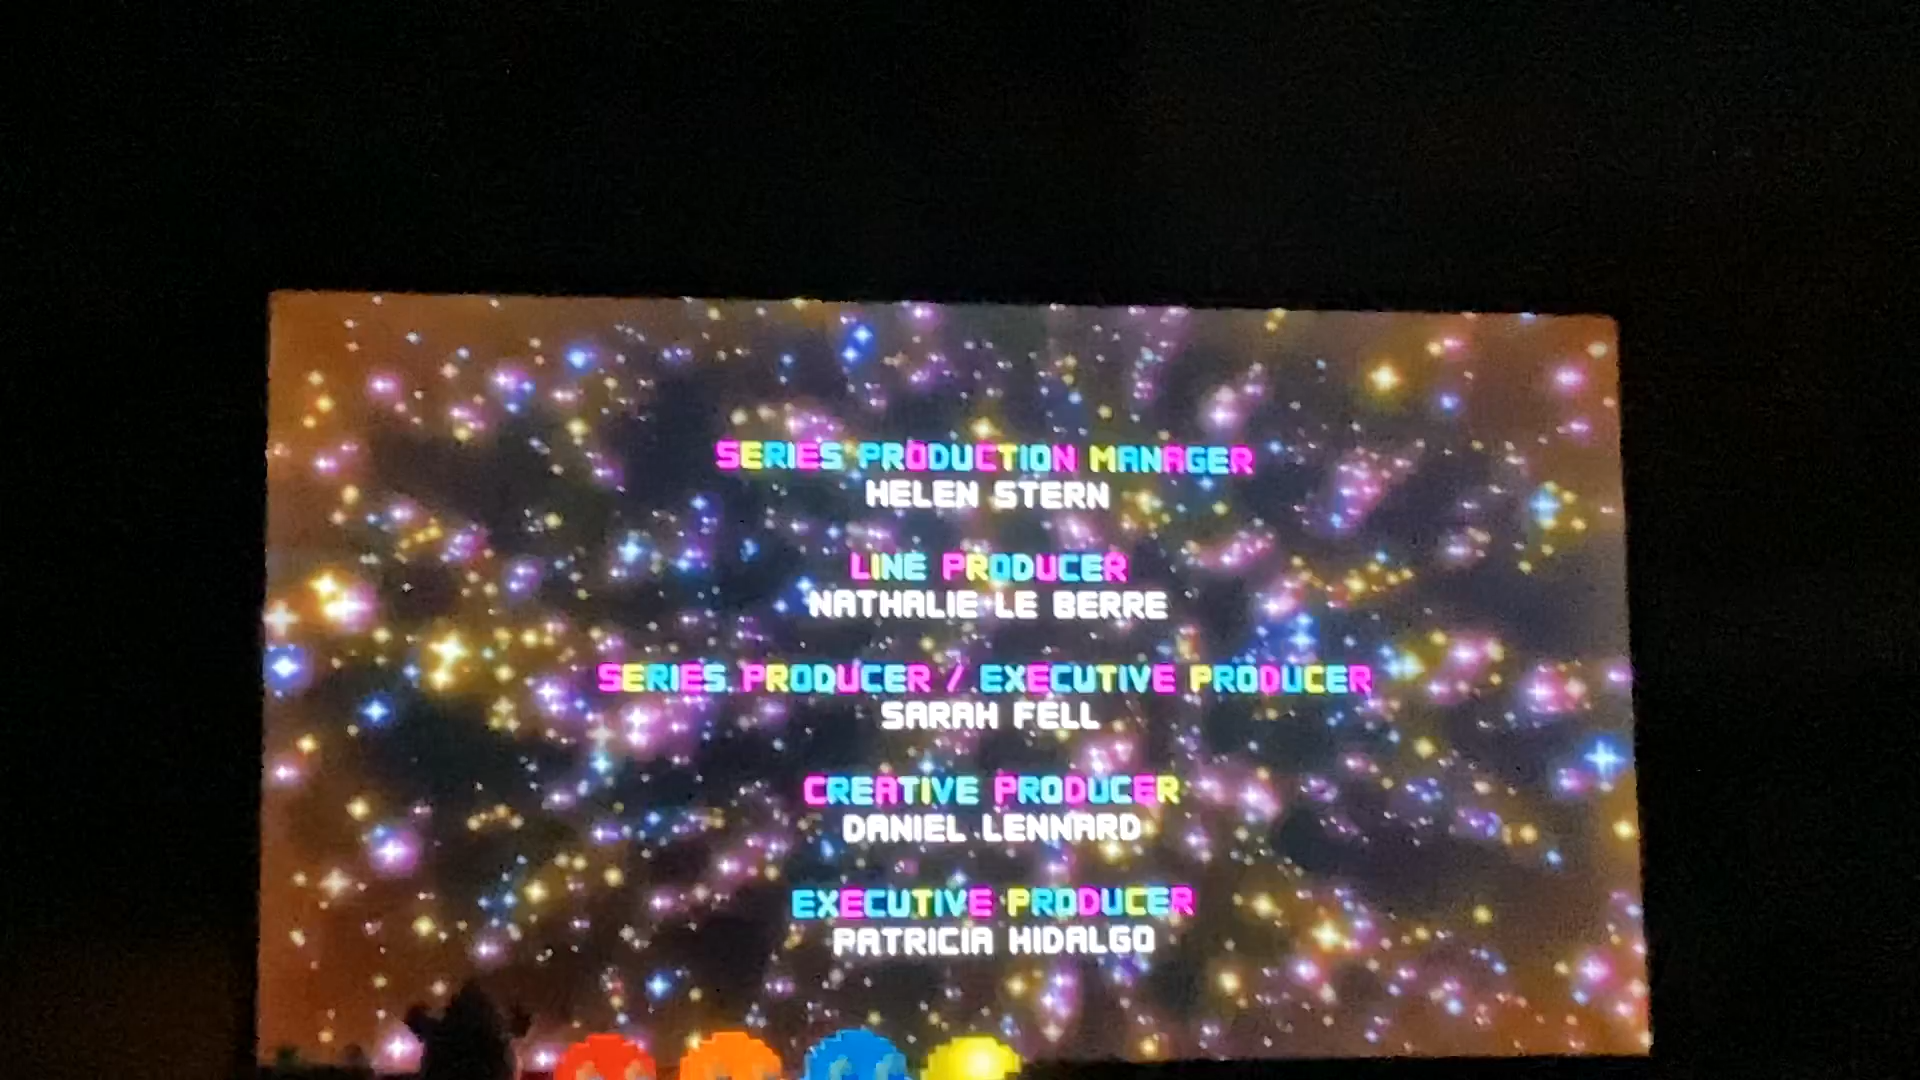 SERIES PRODUCTION MANAGER
HELEN STERN
LINE PRODUCER
NATHALIE LE BERRE
SERIES PRODUCER / EXECUTIVE PRODUCER
SARAH FELL
CREATIVE PRODUCER
DANIEL LENNARD
EXECUTIVE PRODUCER
PATRICIA HIDALGO